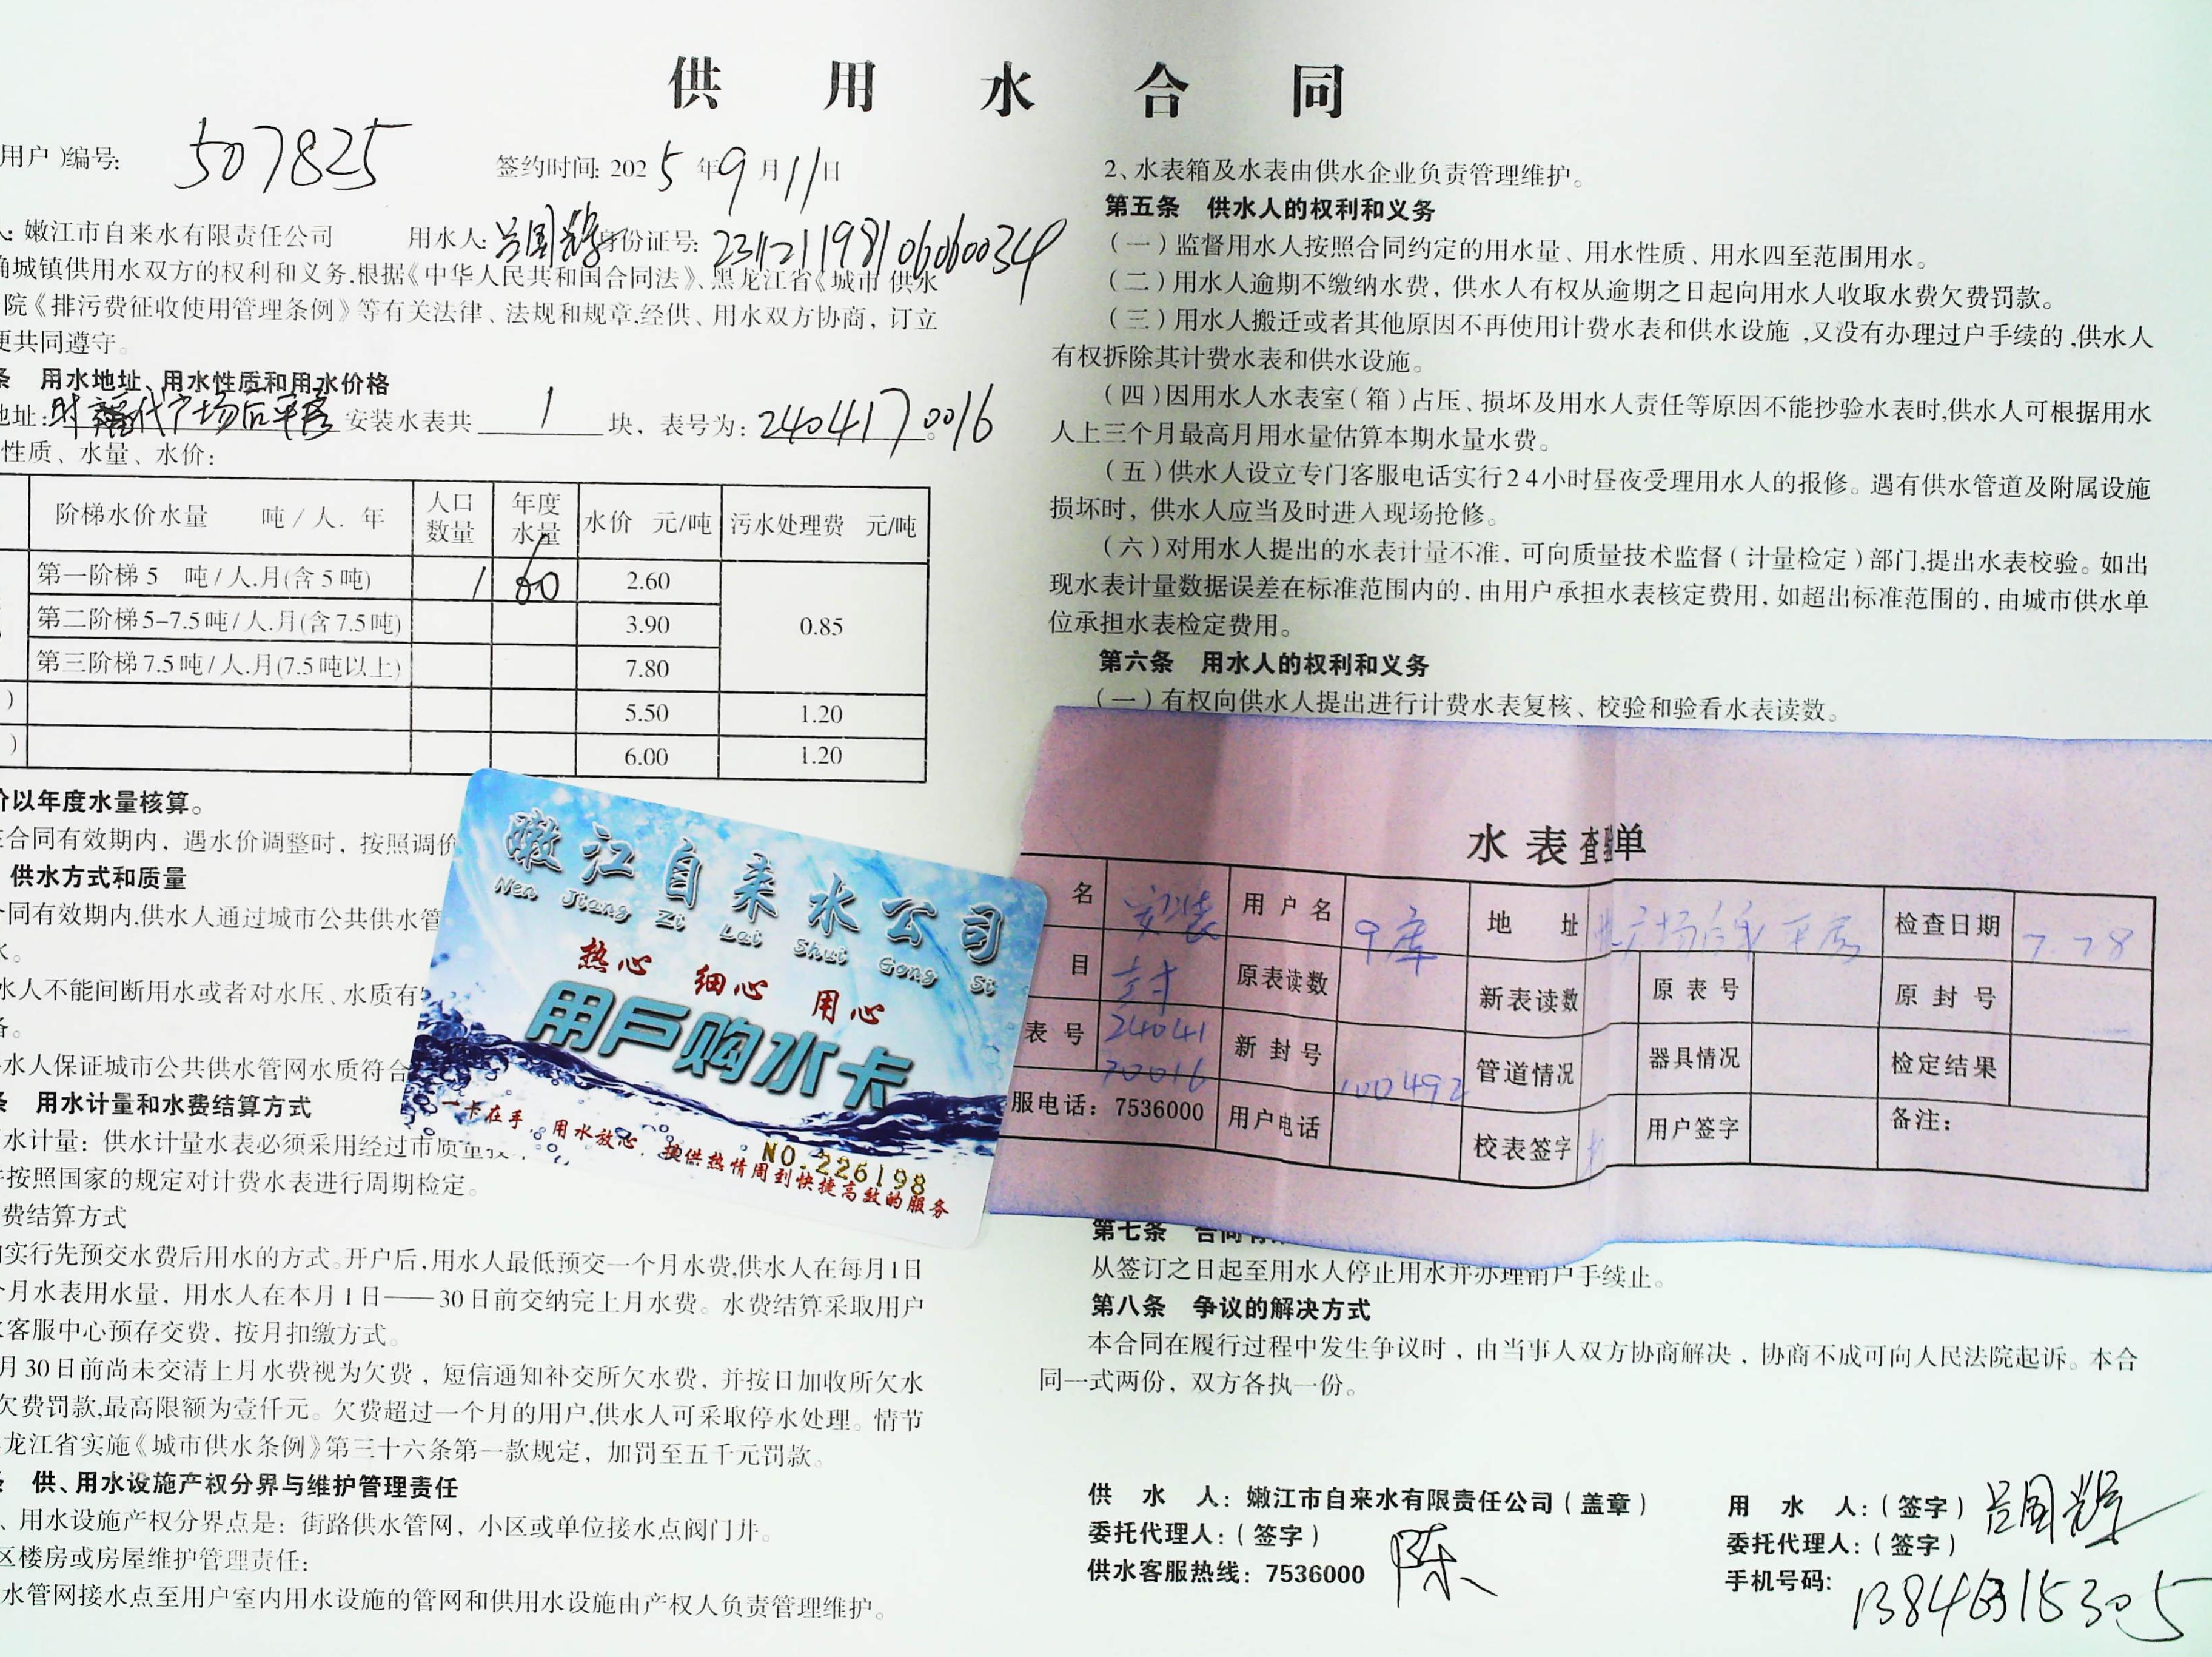 供 用 水 合 同
用户)编号: 507825 签约时间: 2025年9月11日
嫩江市自来水有限责任公司 用水人: 吕国辉 身份证号:
城镇供用水双方的权利和义务,根据《中华人民共和国合同法》、黑龙江省《城市 供水
院《排污费征收使用管理条例》等有关法律、法规和规章,经供、用水双方协商, 订立
共同遵守。
用水地址、用水性质和用水价格
地址: 时 代广场后平房 安装水表共 1 块, 表号为: 2404170016。
性质、水量、水价:
阶梯水价水量 吨/人. 年 人口数量 年度水量 水价 元/吨 污水处理费 元/吨
第一阶梯 5 吨/人.月(含 5 吨) 1 60 2.60 0.85
第二阶梯 5-7.5 吨/人.月(含 7.5 吨) 3.90
第三阶梯 7.5 吨/人.月(7.5 吨以上) 7.80
) 5.50 1.20
) 6.00 1.20
价以年度水量核算。
合同有效期内, 遇水价调整时, 按照调价
供水方式和质量
同有效期内,供水人通过城市公共供水管
水。
水人不能间断用水或者对水压、水质有
备。
水人保证城市公共供水管网水质符合
用水计量和水费结算方式
水计量: 供水计量水表必须采用经过市质量
按照国家的规定对计费水表进行周期检定。
费结算方式
实行先预交水费后用水的方式。开户后,用水人最低预交一个月水费,供水人在每月1日
月水表用水量, 用水人在本月 1 日——30 日前交纳完上月水费。水费结算采取用户
客服中心预存交费, 按月扣缴方式。
月 30 日前尚未交清上月水费视为欠费, 短信通知补交所欠水费, 并按日加收所欠水
欠费罚款,最高限额为壹仟元。欠费超过一个月的用户,供水人可采取停水处理。情节
龙江省实施《城市供水条例》第三十六条第一款规定, 加罚至五千元罚款。
供、用水设施产权分界与维护管理责任
、用水设施产权分界点是: 街路供水管网, 小区或单位接水点阀门井。
区楼房或房屋维护管理责任:
水管网接水点至用户室内用水设施的管网和供用水设施由产权人负责管理维护。
2、水表箱及水表由供水企业负责管理维护。
第五条 供水人的权利和义务
(一)监督用水人按照合同约定的用水量、用水性质、用水四至范围用水。
(二)用水人逾期不缴纳水费, 供水人有权从逾期之日起向用水人收取水费欠费罚款。
(三)用水人搬迁或者其他原因不再使用计费水表和供水设施,又没有办理过户手续的,供水人
有权拆除其计费水表和供水设施。
(四)因用水人水表室(箱)占压、损坏及用水人责任等原因不能抄验水表时,供水人可根据用水
人上三个月最高月用水量估算本期水量水费。
(五)供水人设立专门客服电话实行24小时昼夜受理用水人的报修。遇有供水管道及附属设施
损坏时, 供水人应当及时进入现场抢修。
(六)对用水人提出的水表计量不准, 可向质量技术监督(计量检定)部门,提出水表校验。如出
现水表计量数据误差在标准范围内的, 由用户承担水表核定费用, 如超出标准范围的, 由城市供水单
位承担水表检定费用。
第六条 用水人的权利和义务
(一)有权向供水人提出进行计费水表复核、校验和验看水表读数。
嫩江自来水公司
Nen Jiang Zi Lai Shui Gong Si
热心 细心 用心
用户购水卡
一卡在手, 用水放心, 提供热情周到快捷高效的服务
NO.226198
水表查验单
名 安装 用户名 9库 地 址 广场后 平房 检查日期 7.28
目 封 原表读数 新表读数 原表号 原封号
表号 2404170016 新封号 100492 管道情况 器具情况 检定结果
服电话: 7536000 用户电话 校表签字 用户签字 备注:
第七条 合同有
从签订之日起至用水人停止用水并办理销户手续止。
第八条 争议的解决方式
本合同在履行过程中发生争议时, 由当事人双方协商解决, 协商不成可向人民法院起诉。本合
同一式两份, 双方各执一份。
供 水 人: 嫩江市自来水有限责任公司(盖章) 用 水 人:(签字) 吕国辉
委托代理人:(签字) 陈 委托代理人:(签字)
供水客服热线: 7536000 手机号码: